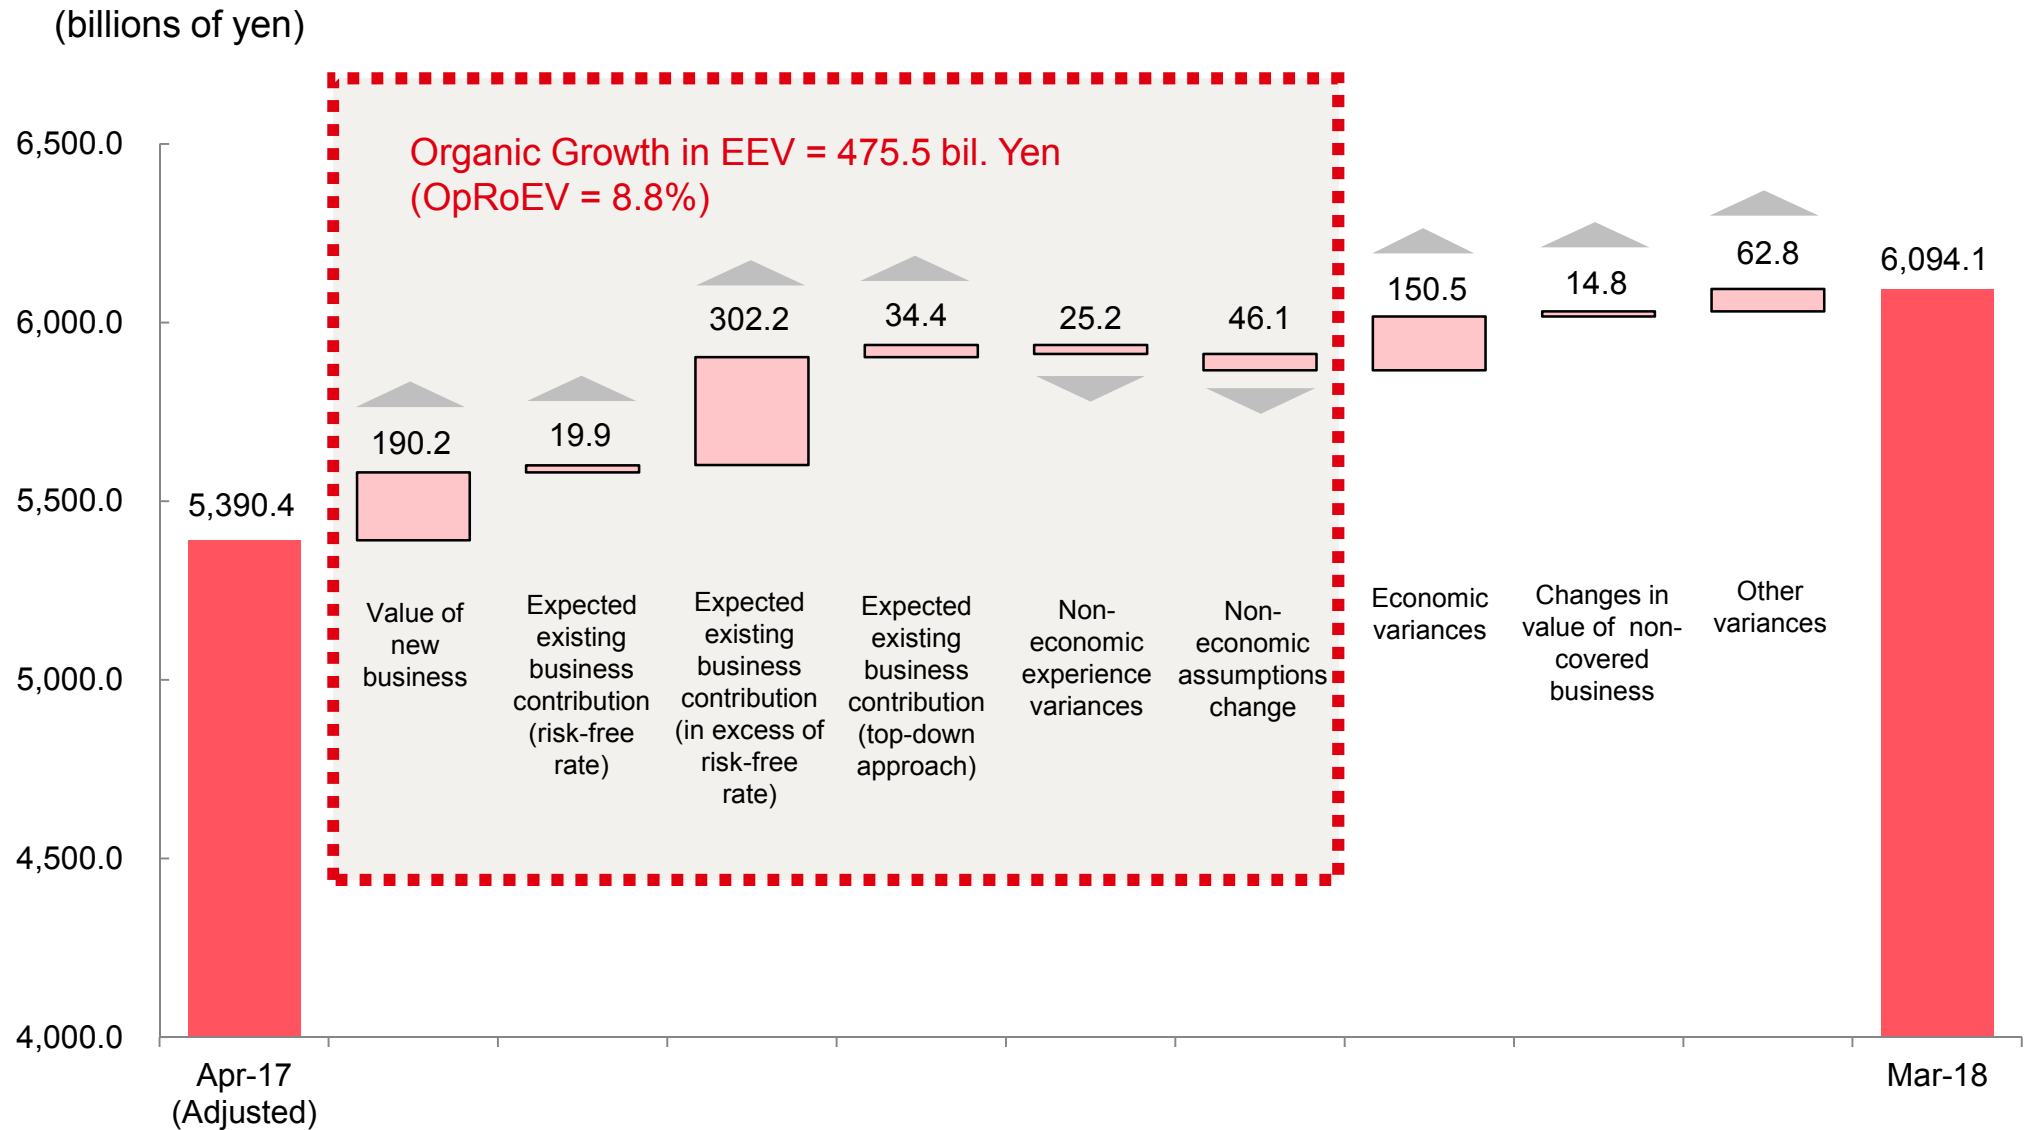 (billions of yen)
Organic Growth in EEV = 475.5 bil. Yen
(OpRoEV = 8.8%)
6,500.0
6,000.0
5,500.0
5,000.0
4,500.0
4,000.0
5,390.4
190.2
19.9
302.2
34.4
25.2
46.1
150.5
14.8
62.8
6,094.1
Value of
new
business
Expected
existing
business
contribution
(risk-free
rate)
Expected
existing
business
contribution
(in excess of
risk-free
rate)
Expected
existing
business
contribution
(top-down
approach)
Non-
economic
experience
variances
Non-
economic
assumptions
change
Economic
variances
Changes in
value of non-
covered
business
Other
variances
Apr-17
(Adjusted)
Mar-18